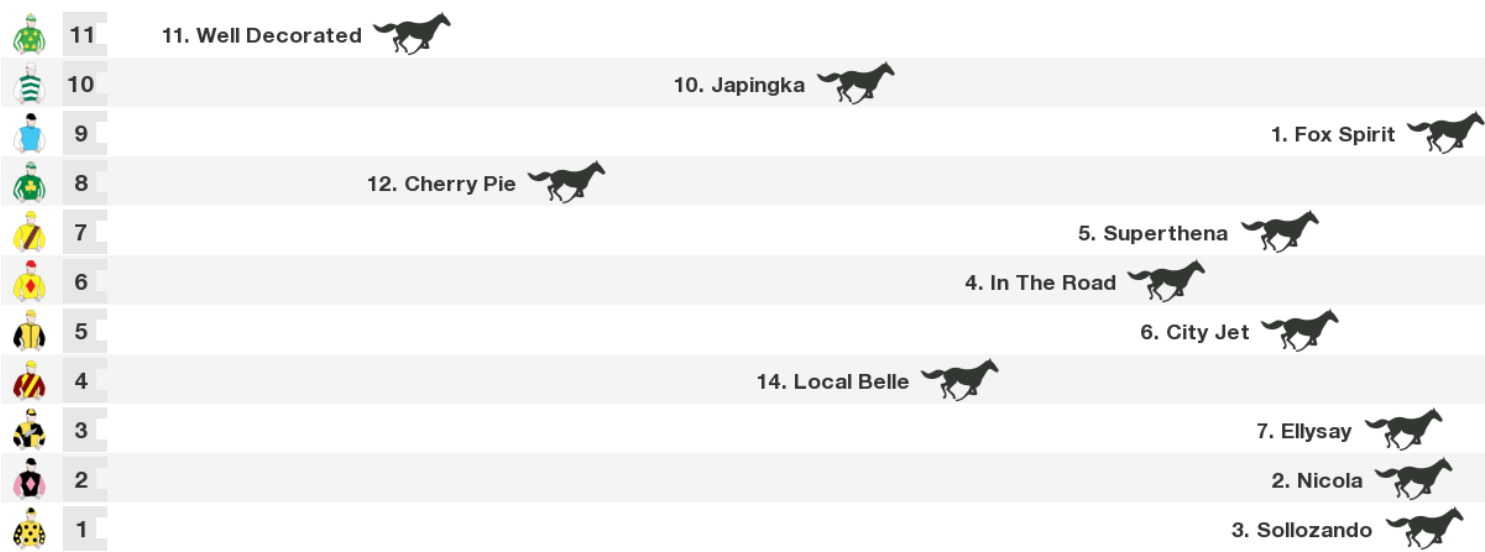 11 11. Well Decorated
10 10. Japingka
9 1. Fox Spirit
8 12. Cherry Pie
7 5. Superthena
6 4. In The Road
5 6. City Jet
4 14. Local Belle
3 7. Ellysay
2 2. Nicola
1 3. Sollozando